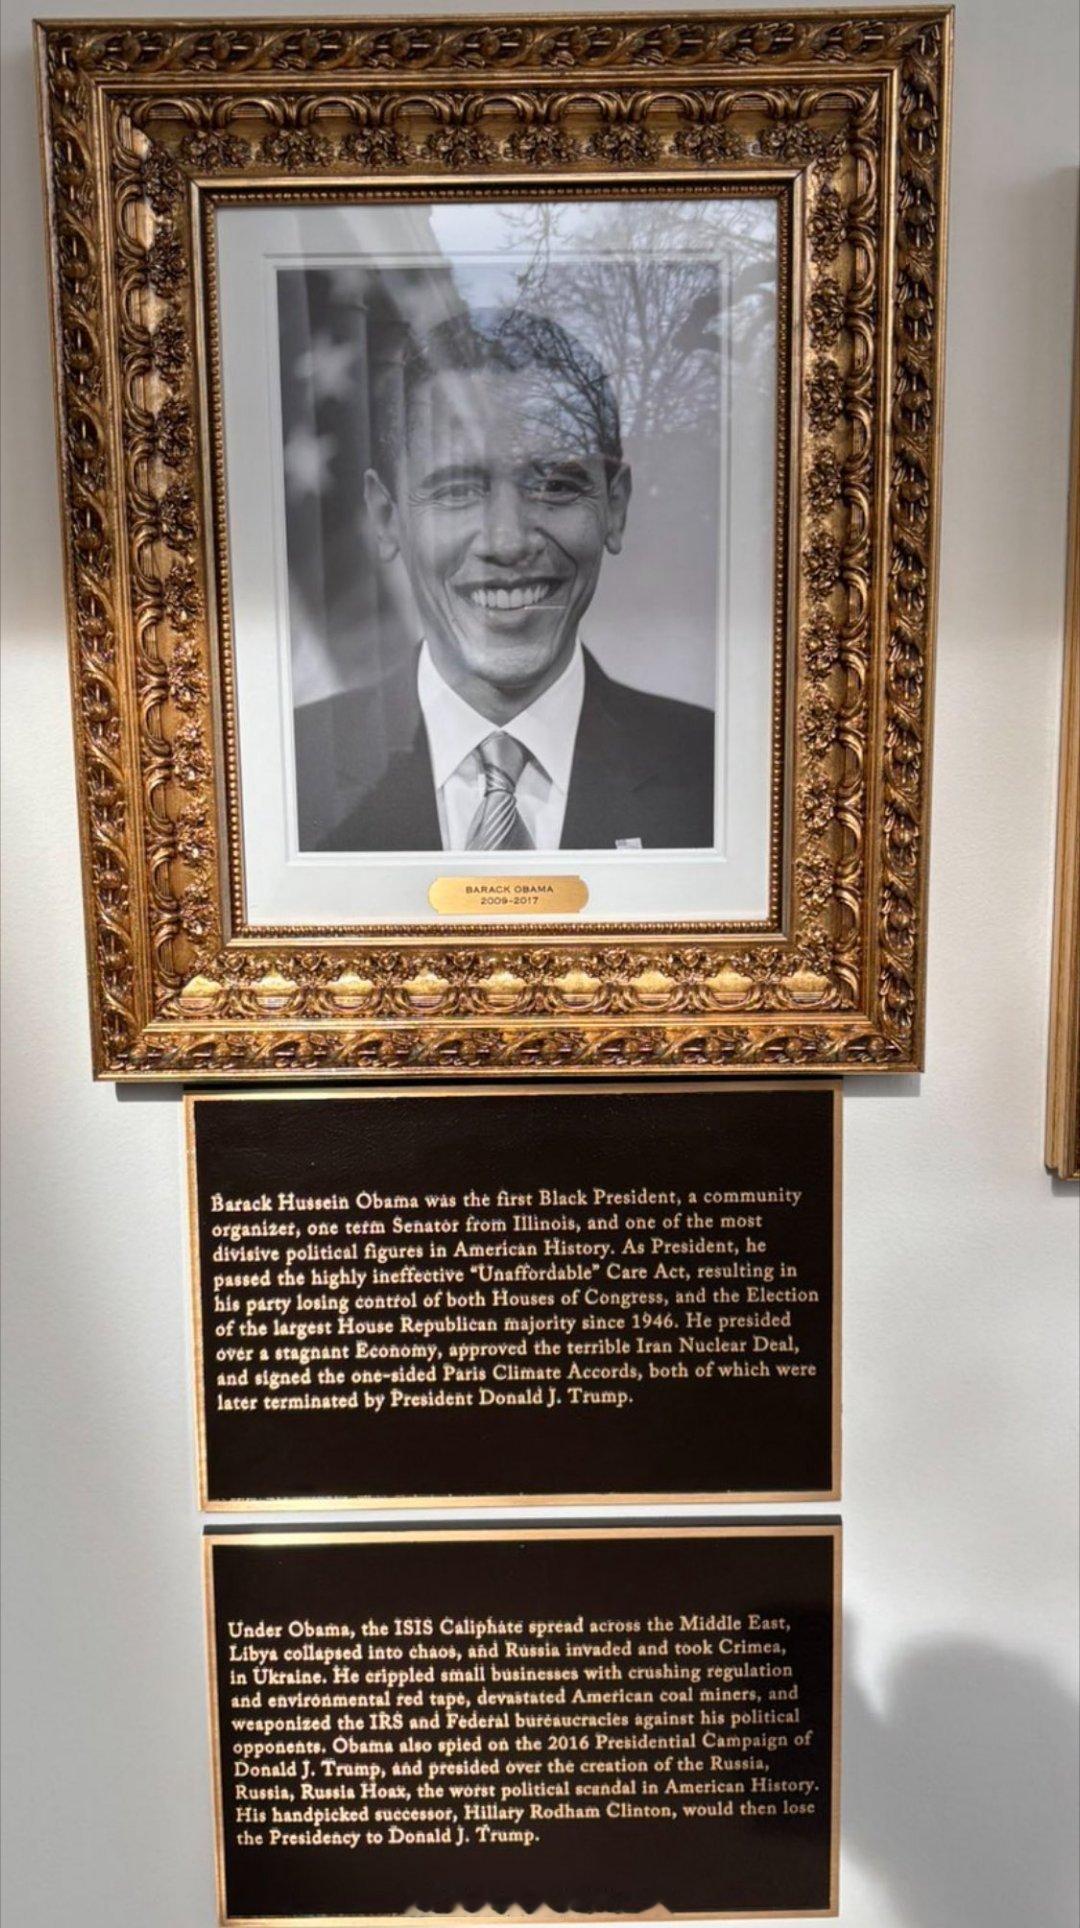 BARACK OBAMA
2009-2017
Barack Hussein Obama was the first Black President, a community
organizer, one term Senator from Illinois, and one of the most
divisive political figures in American History. As President, he
passed the highly ineffective "Unaffordable" Care Act, resulting in
his party losing control of both Houses of Congress, and the Election
of the largest House Republican majority since 1946. He presided
over a stagnant Economy, approved the terrible Iran Nuclear Deal,
and signed the one-sided Paris Climate Accords, both of which were
later terminated by President Donald J. Trump.
Under Obama, the ISIS Caliphate spread across the Middle East,
Libya collapsed into chaos, and Russia invaded and took Crimea,
in Ukraine. He crippled small businesses with crushing regulation
and environmental red tape, devastated American coal miners, and
weaponized the IRS and Federal bureaucracies against his political
opponents. Obama also spied on the 2016 Presidential Campaign of
Donald J. Trump, and presided over the creation of the Russia,
Russia, Russia Hoax, the worst political scandal in American History.
His handpicked successor, Hillary Rodham Clinton, would then lose
the Presidency to Donald J. Trump.